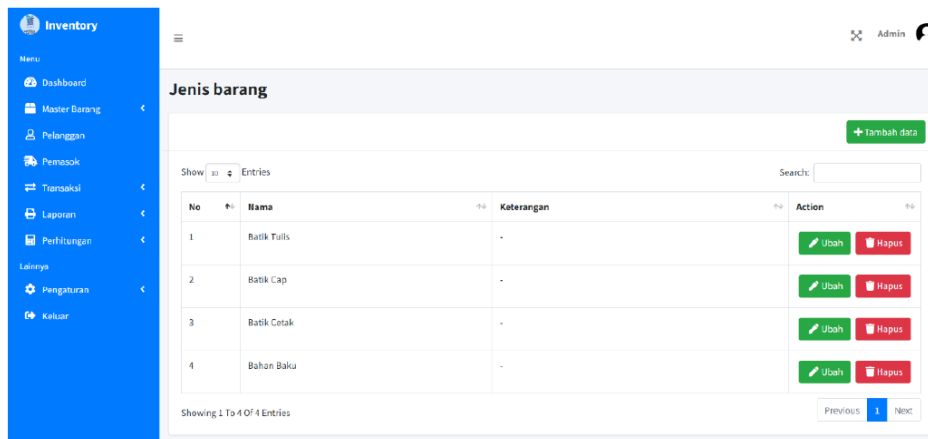 Inventory
Menu
Dashboard
Master Barang
Pelanggan
Pemasok
Transaksi
Laporan
Perhitungan
Lainnya
Pengaturan
Keluar
Admin
Jenis barang
Tambah data
Show 10 Entries
Search:
No Nama Keterangan Action
1 Batik Tulis - Ubah Hapus
2 Batik Cap - Ubah Hapus
3 Batik Cetak - Ubah Hapus
4 Bahan Baku - Ubah Hapus
Showing 1 To 4 Of 4 Entries
Previous 1 Next